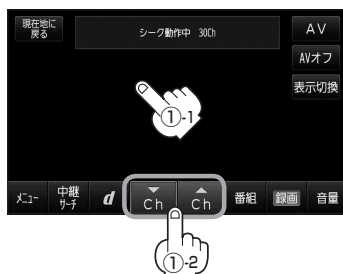 現在地に
戻る
シーク動作中 30Ch
AV
AVオフ
表示切換
①-1
メニュー
中継
サーチ
d
Ch
Ch
番組
録画
音量
①-2